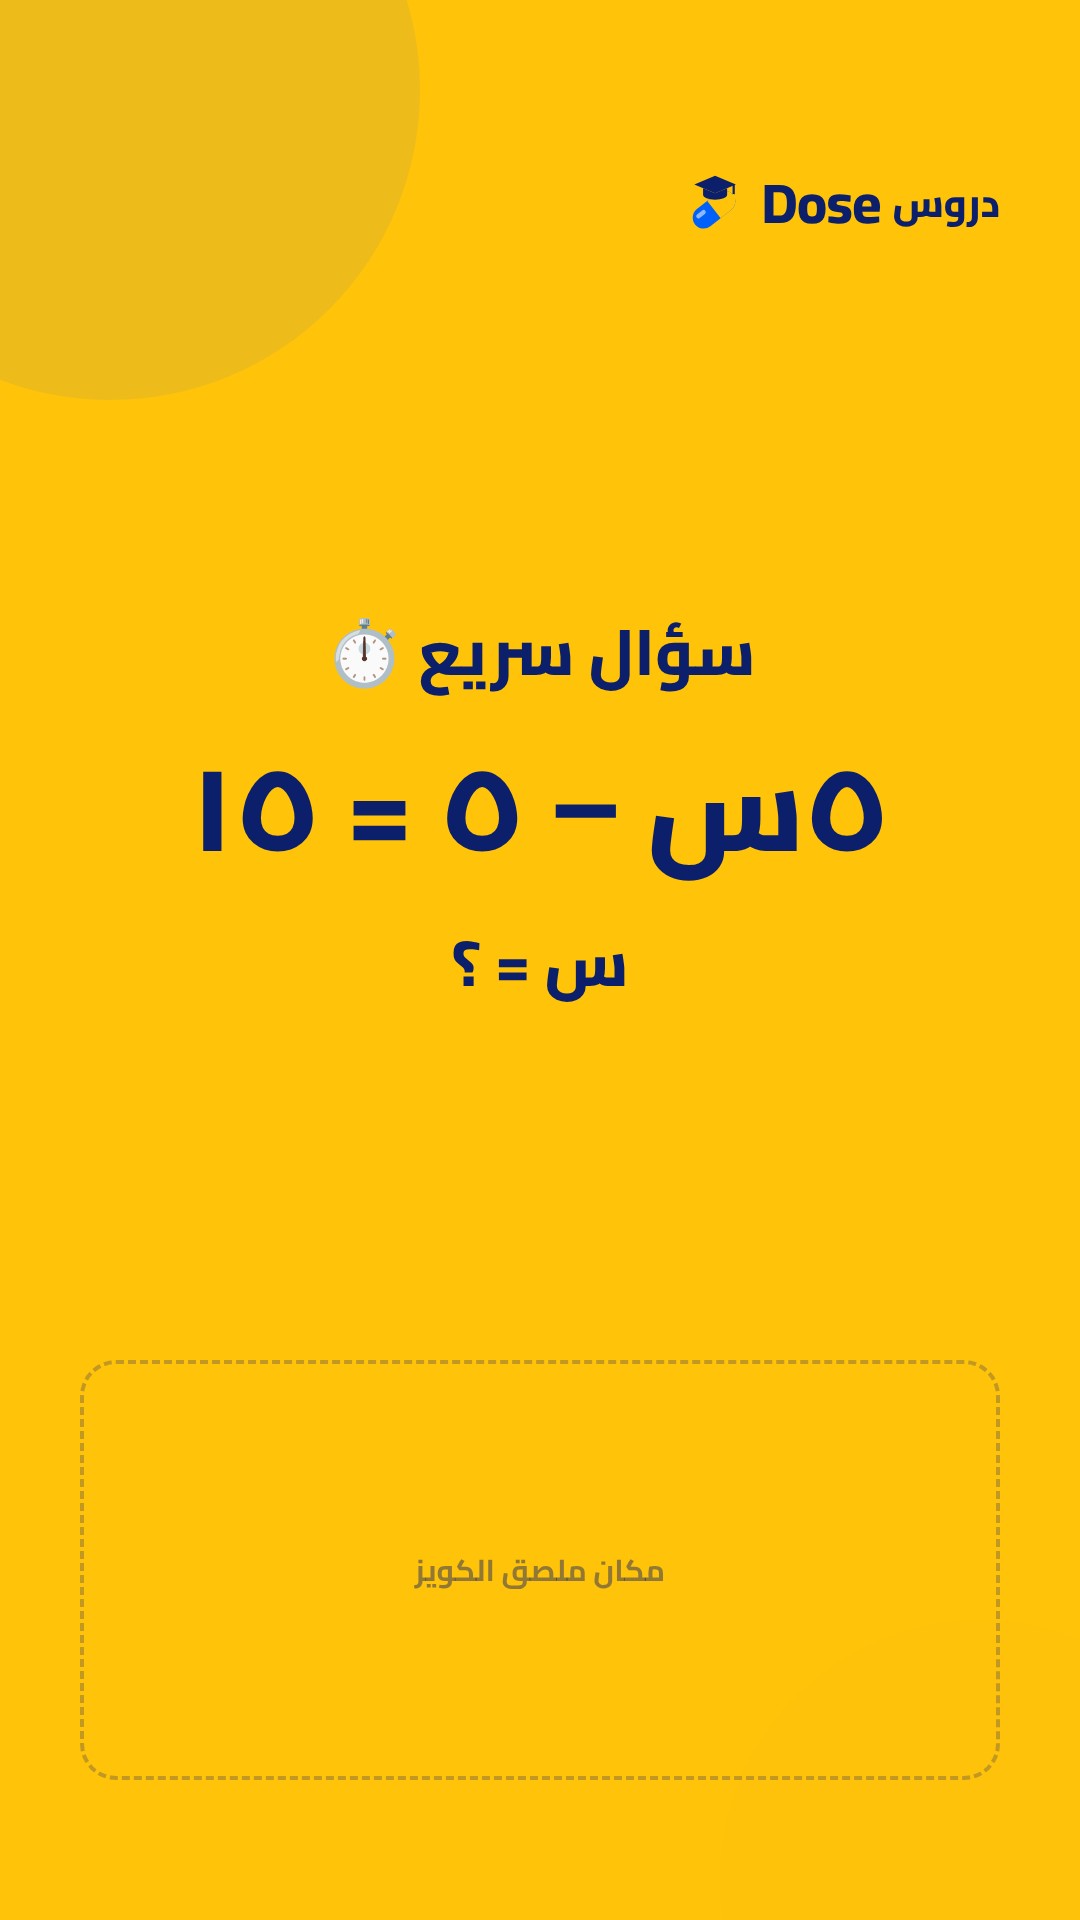 دروس Dose
سؤال سريع
٥س − ٥ = ١٥
س = ؟
مكان ملصق الكويز